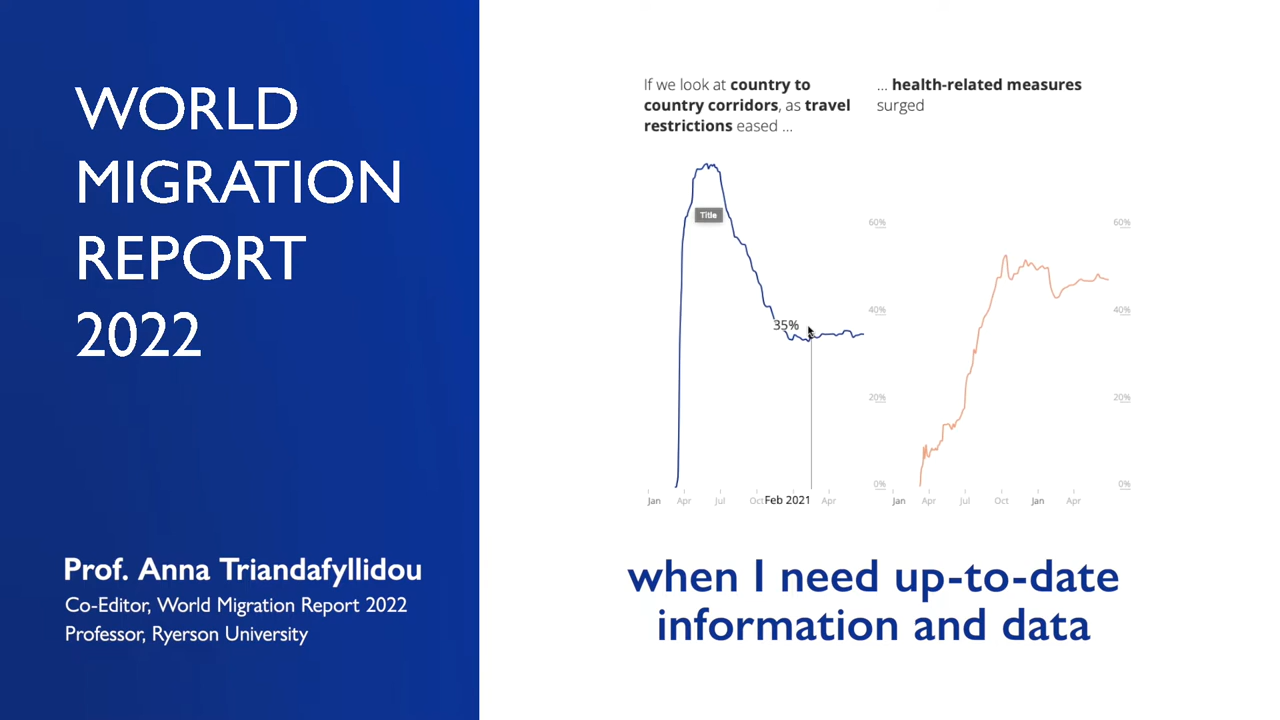 WORLD
MIGRATION
REPORT
2022
Prof. Anna Triandafyllidou
Co-Editor, World Migration Report 2022
Professor, Ryerson University
If we look at country to
country corridors, as travel
restrictions eased ...
... health-related measures
surged
Title
60%
40%
20%
0%
35%
Jan Apr Jul Oct Feb 2021 Apr
60%
40%
20%
0%
Jan Apr Jul Oct Jan Apr
when I need up-to-date
information and data